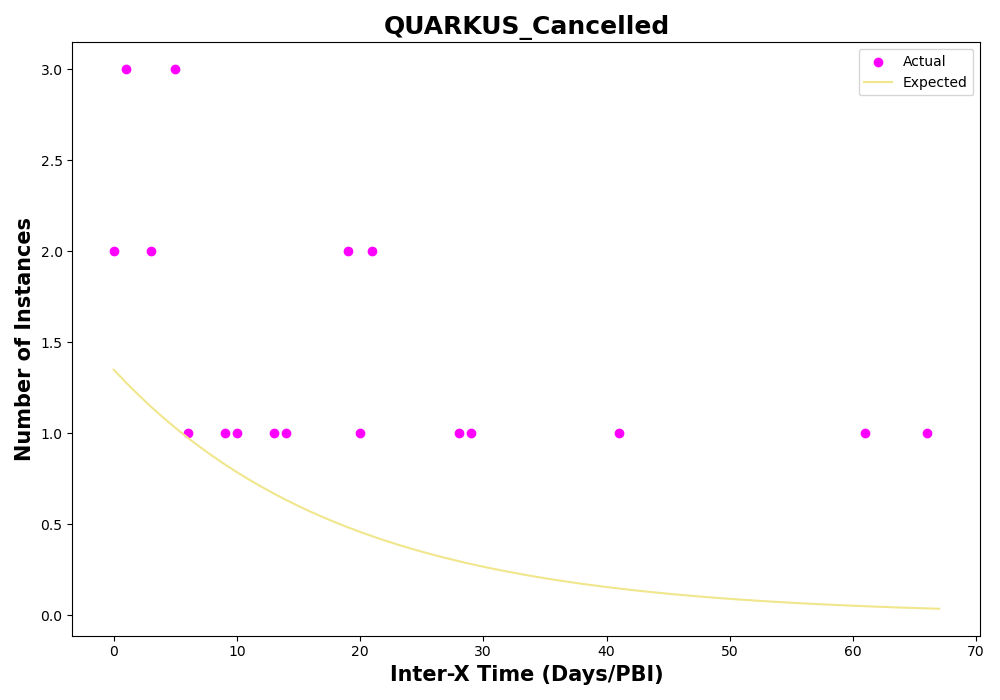 QUARKUS_Cancelled
Actual
Expected
Number of Instances
3.0
2.5
2.0
1.5
1.0
0.5
0.0
0 10 20 30 40 50 60 70
Inter-X Time (Days/PBI)